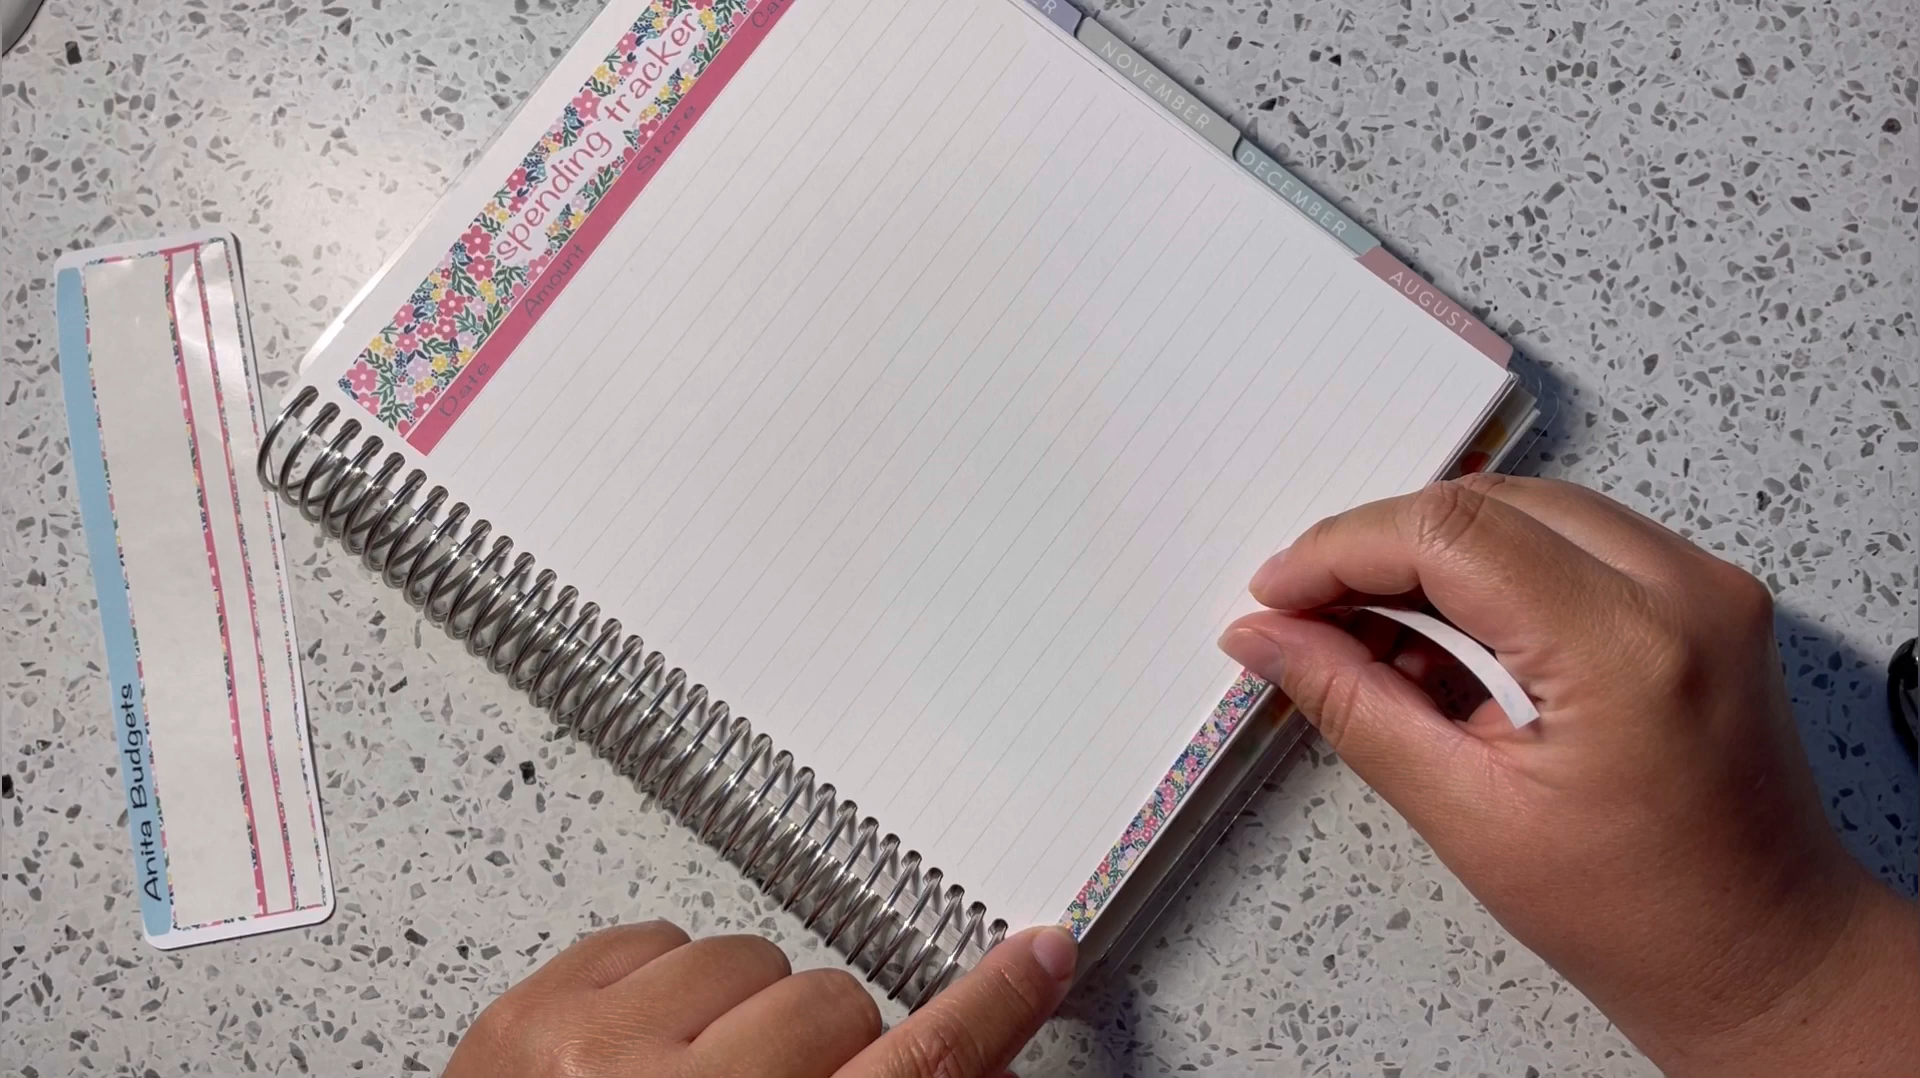 spending tracker
Date
Amount
Store
NOVEMBER
DECEMBER
AUGUST
Anita Budgets